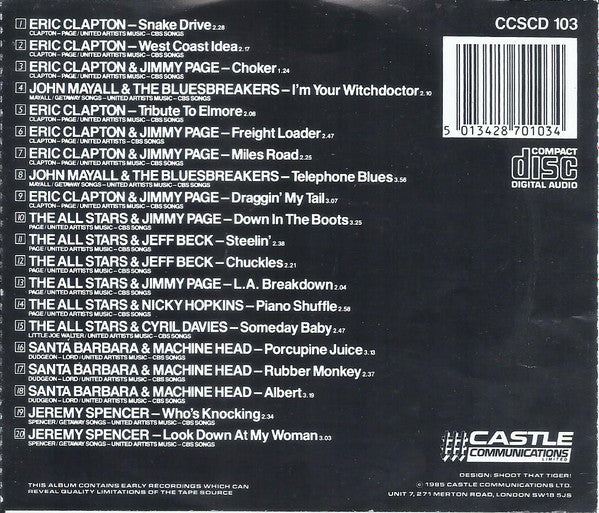 1 ERIC CLAPTON – Snake Drive 2.28
CLAPTON – PAGE / UNITED ARTISTS MUSIC – CBS SONGS
2 ERIC CLAPTON – West Coast Idea 2.17
CLAPTON – PAGE / UNITED ARTISTS MUSIC – CBS SONGS
3 ERIC CLAPTON & JIMMY PAGE – Choker 1.24
CLAPTON – PAGE / UNITED ARTISTS MUSIC – CBS SONGS
4 JOHN MAYALL & THE BLUESBREAKERS – I'm Your Witchdoctor 2.10
MAYALL / GETAWAY SONGS – UNITED ARTISTS MUSIC – CBS SONGS
5 ERIC CLAPTON – Tribute To Elmore 2.06
CLAPTON – PAGE / UNITED ARTISTS MUSIC – CBS SONGS
6 ERIC CLAPTON & JIMMY PAGE – Freight Loader 2.47
CLAPTON – PAGE / UNITED ARTISTS MUSIC – CBS SONGS
7 ERIC CLAPTON & JIMMY PAGE – Miles Road 2.25
CLAPTON – PAGE / UNITED ARTISTS MUSIC – CBS SONGS
8 JOHN MAYALL & THE BLUESBREAKERS – Telephone Blues 3.58
MAYALL / GETAWAY SONGS – UNITED ARTISTS MUSIC – CBS SONGS
9 ERIC CLAPTON & JIMMY PAGE – Draggin' My Tail 3.07
CLAPTON – PAGE / UNITED ARTISTS MUSIC – CBS SONGS
10 THE ALL STARS & JIMMY PAGE – Down In The Boots 3.25
PAGE / UNITED ARTISTS MUSIC – CBS SONGS
11 THE ALL STARS & JEFF BECK – Steelin' 2.38
PAGE / UNITED ARTISTS MUSIC – CBS SONGS
12 THE ALL STARS & JEFF BECK – Chuckles 2.21
PAGE / UNITED ARTISTS MUSIC – CBS SONGS
13 THE ALL STARS & JIMMY PAGE – L.A. Breakdown 2.04
PAGE / UNITED ARTISTS MUSIC – CBS SONGS
14 THE ALL STARS & NICKY HOPKINS – Piano Shuffle 2.58
PAGE / UNITED ARTISTS MUSIC – CBS SONGS
15 THE ALL STARS & CYRIL DAVIES – Someday Baby 2.47
LITTLE JOE WALTER / UNITED ARTISTS MUSIC – CBS SONGS
16 SANTA BARBARA & MACHINE HEAD – Porcupine Juice 3.13
DUDGEON – LORD / UNITED ARTISTS MUSIC – CBS SONGS
17 SANTA BARBARA & MACHINE HEAD – Rubber Monkey 2.37
DUDGEON – LORD / UNITED ARTISTS MUSIC – CBS SONGS
18 SANTA BARBARA & MACHINE HEAD – Albert 3.19
DUDGEON – LORD / UNITED ARTISTS MUSIC – CBS SONGS
19 JEREMY SPENCER – Who's Knocking 2.34
SPENCER / GETAWAY SONGS – UNITED ARTISTS MUSIC – CBS SONGS
20 JEREMY SPENCER – Look Down At My Woman 3.03
SPENCER / GETAWAY SONGS – UNITED ARTISTS MUSIC – CBS SONGS
THIS ALBUM CONTAINS EARLY RECORDINGS WHICH CAN
REVEAL QUALITY LIMITATIONS OF THE TAPE SOURCE
CCSCD 103
5 013428 701034
COMPACT
disc
DIGITAL AUDIO
CASTLE
COMMUNICATIONS
LIMITED
DESIGN: SHOOT THAT TIGER!
© 1985 CASTLE COMMUNICATIONS LTD.
UNIT 7, 271 MERTON ROAD, LONDON SW18 5JS